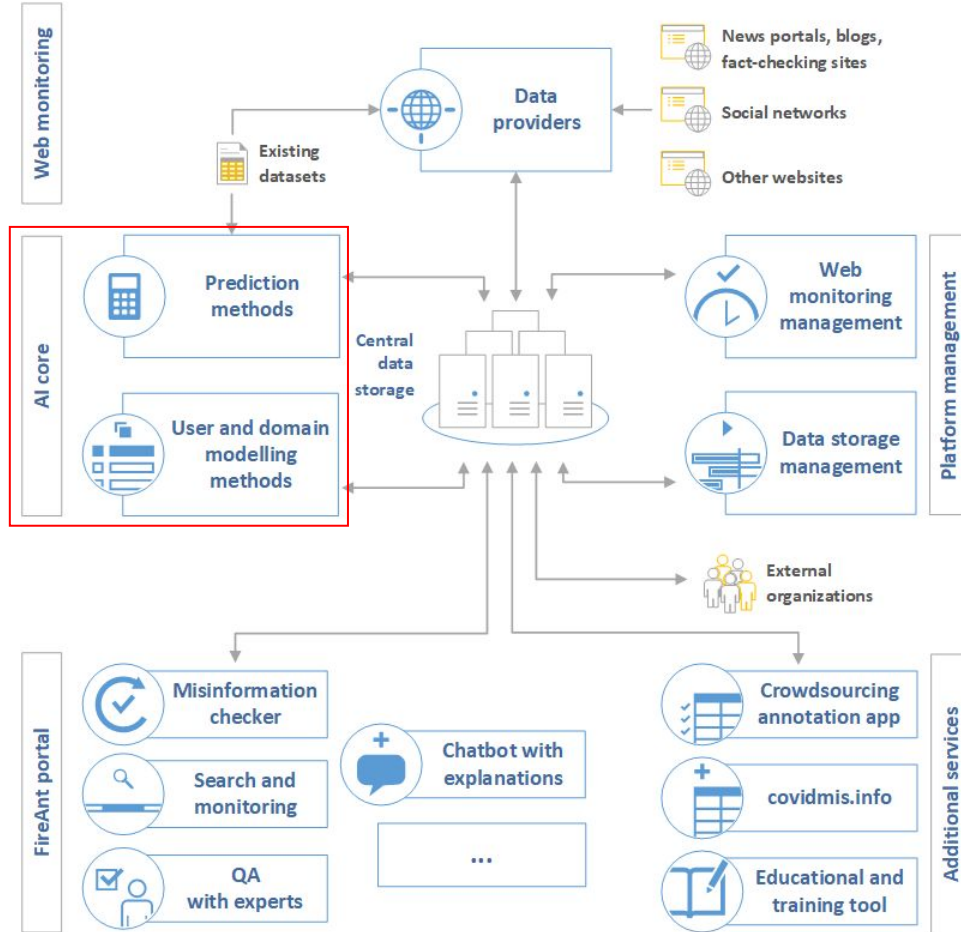 Web monitoring
Data
providers
News portals, blogs,
fact-checking sites
Social networks
Other websites
Existing
datasets
AI core
Prediction
methods
User and domain
modelling
methods
Central
data
storage
Web
monitoring
management
Data storage
management
Platform management
External
organizations
FireAnt portal
Misinformation
checker
Search and
monitoring
QA
with experts
Chatbot with
explanations
...
Crowdsourcing
annotation app
covidmis.info
Educational and
training tool
Additional services